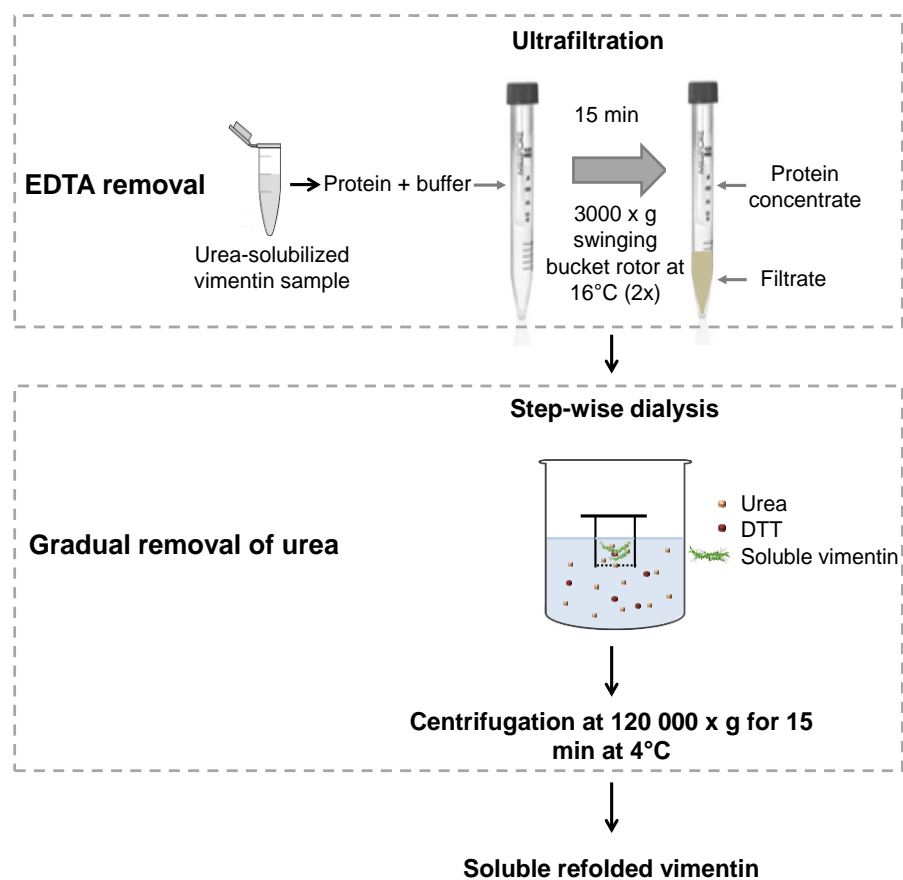 Ultrafiltration
15 min
EDTA removal
Protein + buffer
Protein
concentrate
3000 x g
swinging
bucket rotor at
16°C (2x)
Urea-solubilized
vimentin sample
Filtrate
Step-wise dialysis
Urea
DTT
Soluble vimentin
Gradual removal of urea
Centrifugation at 120 000 x g for 15
min at 4°C
Soluble refolded vimentin